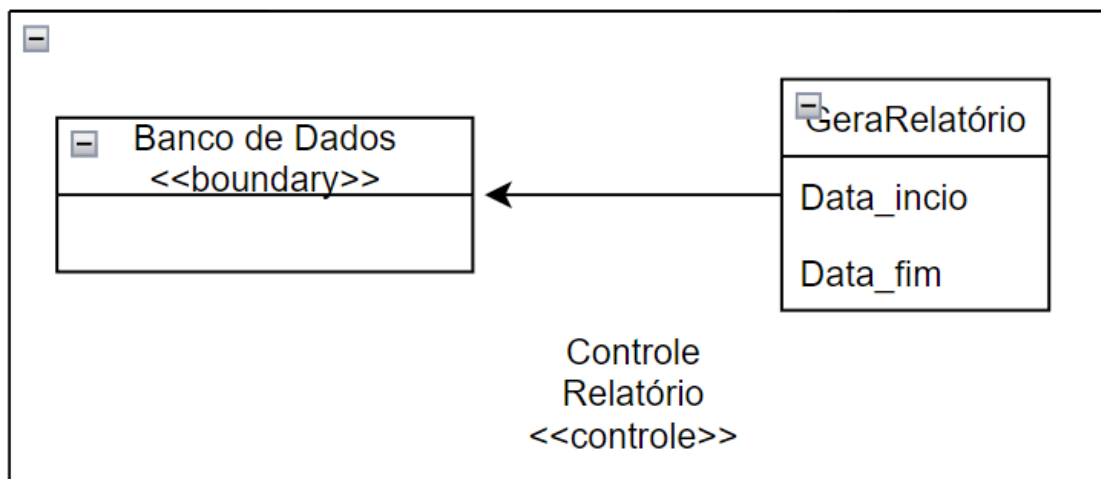 Banco de Dados
<<boundary>>
GeraRelatório
Data_incio
Data_fim
Controle
Relatório
<<controle>>